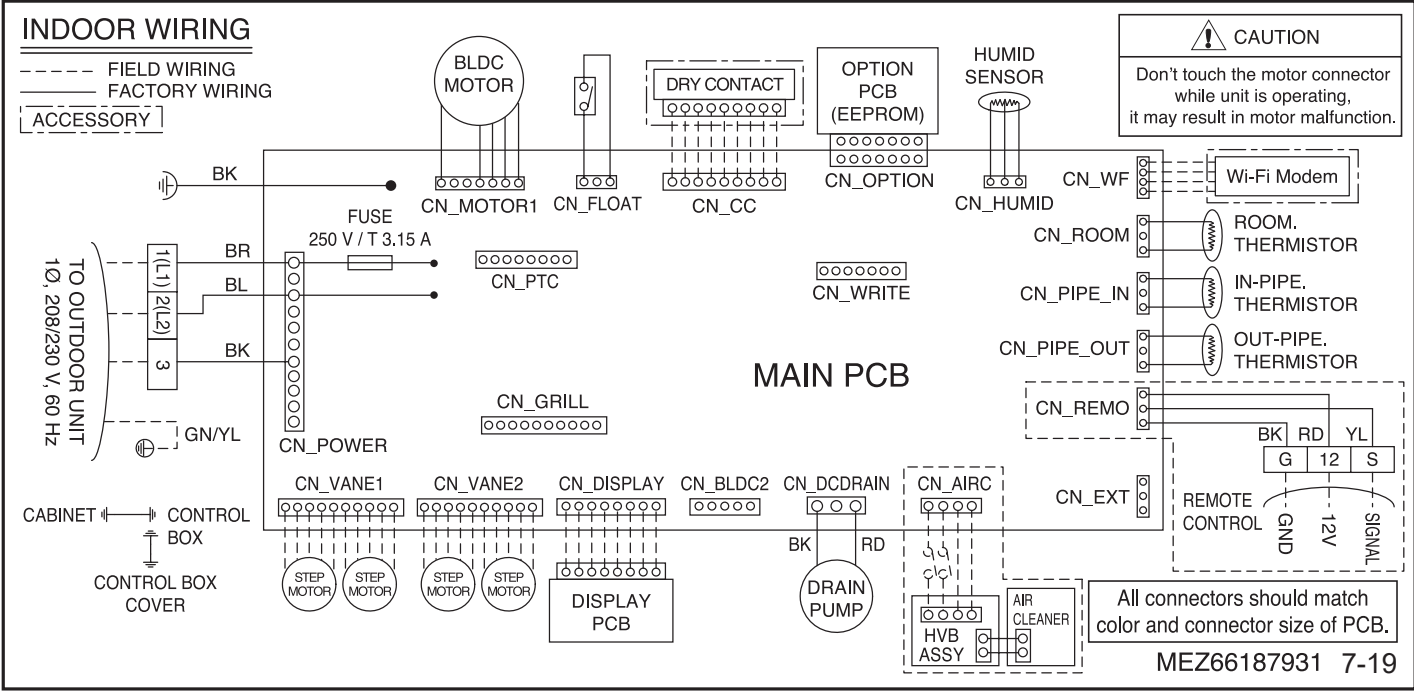 INDOOR WIRING
FIELD WIRING
FACTORY WIRING
ACCESSORY
BLDC
MOTOR
DRY CONTACT
OPTION
PCB
(EEPROM)
HUMID
SENSOR
CAUTION
Don't touch the motor connector
while unit is operating,
it may result in motor malfunction.
BK
CN_MOTOR1
CN_FLOAT
CN_CC
CN_OPTION
CN_HUMID
CN_WF
Wi-Fi Modem
FUSE
250 V / T 3.15 A
CN_ROOM
ROOM.
THERMISTOR
TO OUTDOOR UNIT
1Ø, 208/230 V, 60 Hz
1(L1)
2(L2)
3
BR
BL
BK
GN/YL
CN_POWER
CN_PTC
CN_WRITE
CN_PIPE_IN
IN-PIPE.
THERMISTOR
CN_PIPE_OUT
OUT-PIPE.
THERMISTOR
MAIN PCB
CN_GRILL
CN_REMO
BK RD YL
G 12 S
REMOTE
CONTROL
GND
12V
SIGNAL
CN_EXT
CN_VANE1
CN_VANE2
CN_DISPLAY
CN_BLDC2
CN_DCDRAIN
CN_AIRC
CABINET
CONTROL
BOX
CONTROL BOX
COVER
STEP
MOTOR
STEP
MOTOR
STEP
MOTOR
STEP
MOTOR
DISPLAY
PCB
BK RD
DRAIN
PUMP
HVB
ASSY
AIR
CLEANER
All connectors should match
color and connector size of PCB.
MEZ66187931 7-19